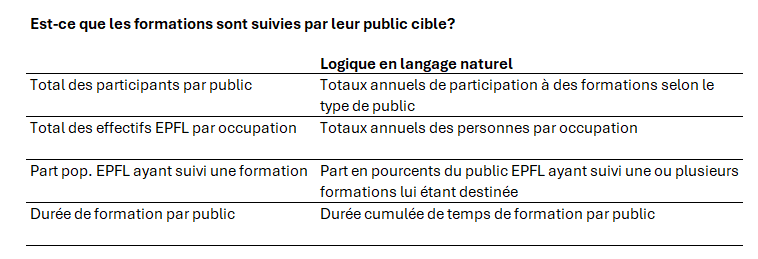 Est-ce que les formations sont suivies par leur public cible?
Logique en langage naturel
Total des participants par public
Totaux annuels de participation à des formations selon le
type de public
Total des effectifs EPFL par occupation
Totaux annuels des personnes par occupation
Part pop. EPFL ayant suivi une formation
Part en pourcents du public EPFL ayant suivi une ou plusieurs
formations lui étant destinée
Durée de formation par public
Durée cumulée de temps de formation par public